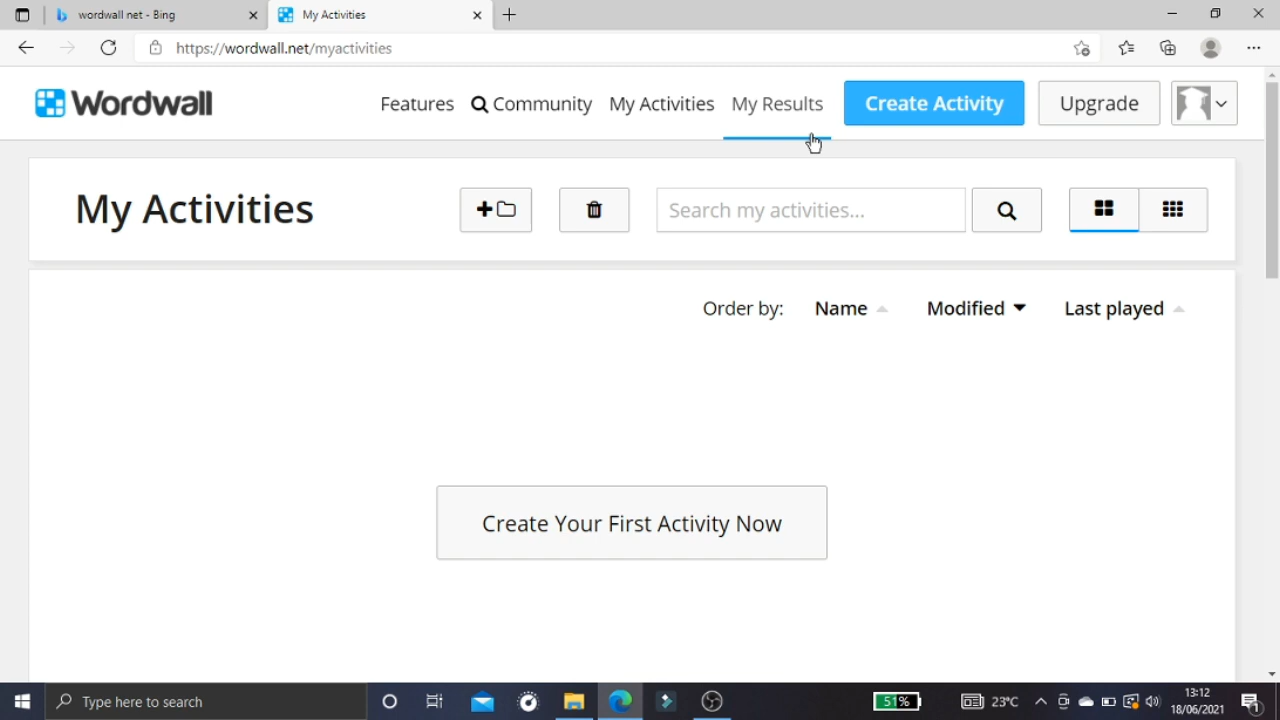 wordwall net - Bing
My Activities
https://wordwall.net/myactivities
Wordwall
Features Community My Activities My Results Create Activity Upgrade
My Activities
Search my activities...
Order by: Name Modified Last played
Create Your First Activity Now
Type here to search
51%
23°C
13:12
18/06/2021
1